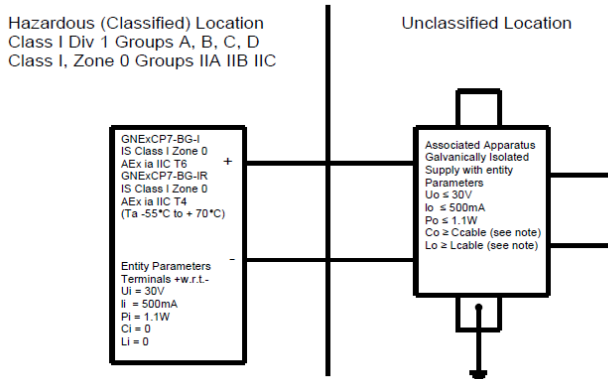 Hazardous (Classified) Location
Class I Div 1 Groups A, B, C, D
Class I, Zone 0 Groups IIA IIB IIC
Unclassified Location
GNExCP7-BG-I
IS Class I Zone 0
AEx ia IIC T6
GNExCP7-BG-IR
IS Class I Zone 0
AEx ia IIC T4
(Ta -55°C to + 70°C)
+
-
Entity Parameters
Terminals +w.r.t.-
Ui = 30V
Ii = 500mA
Pi = 1.1W
Ci = 0
Li = 0
Associated Apparatus
Galvanically Isolated
Supply with entity
Parameters
Uo ≤ 30V
Io ≤ 500mA
Po ≤ 1.1W
Co ≥ Ccable (see note)
Lo ≥ Lcable (see note)